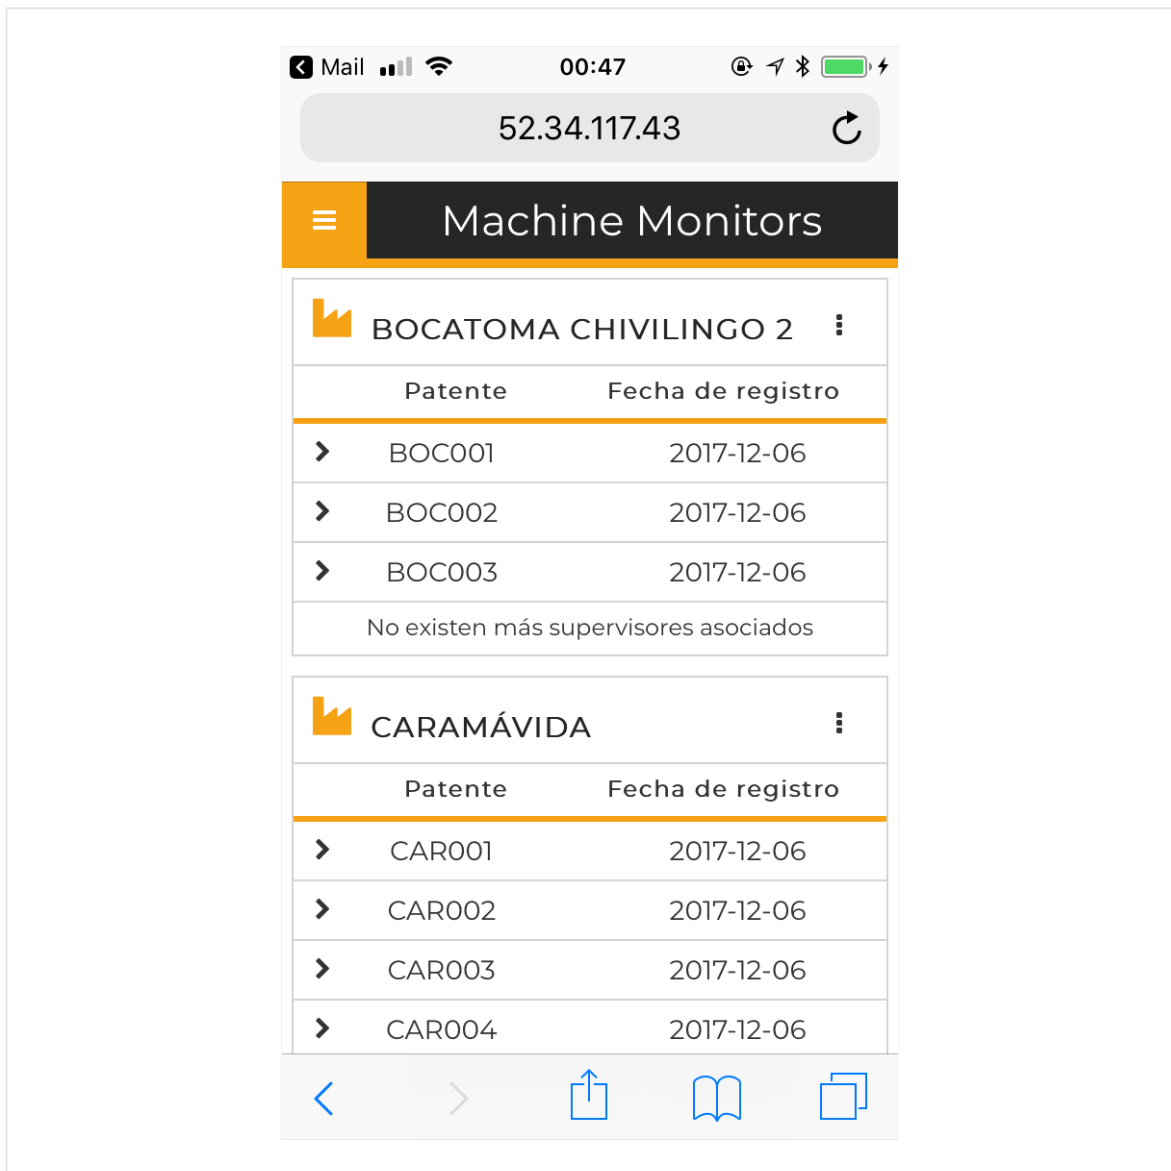 Mail 00:47
52.34.117.43
Machine Monitors
BOCATOMA CHIVILINGO 2
Patente Fecha de registro
BOC001 2017-12-06
BOC002 2017-12-06
BOC003 2017-12-06
No existen más supervisores asociados
CARAMÁVIDA
Patente Fecha de registro
CAR001 2017-12-06
CAR002 2017-12-06
CAR003 2017-12-06
CAR004 2017-12-06